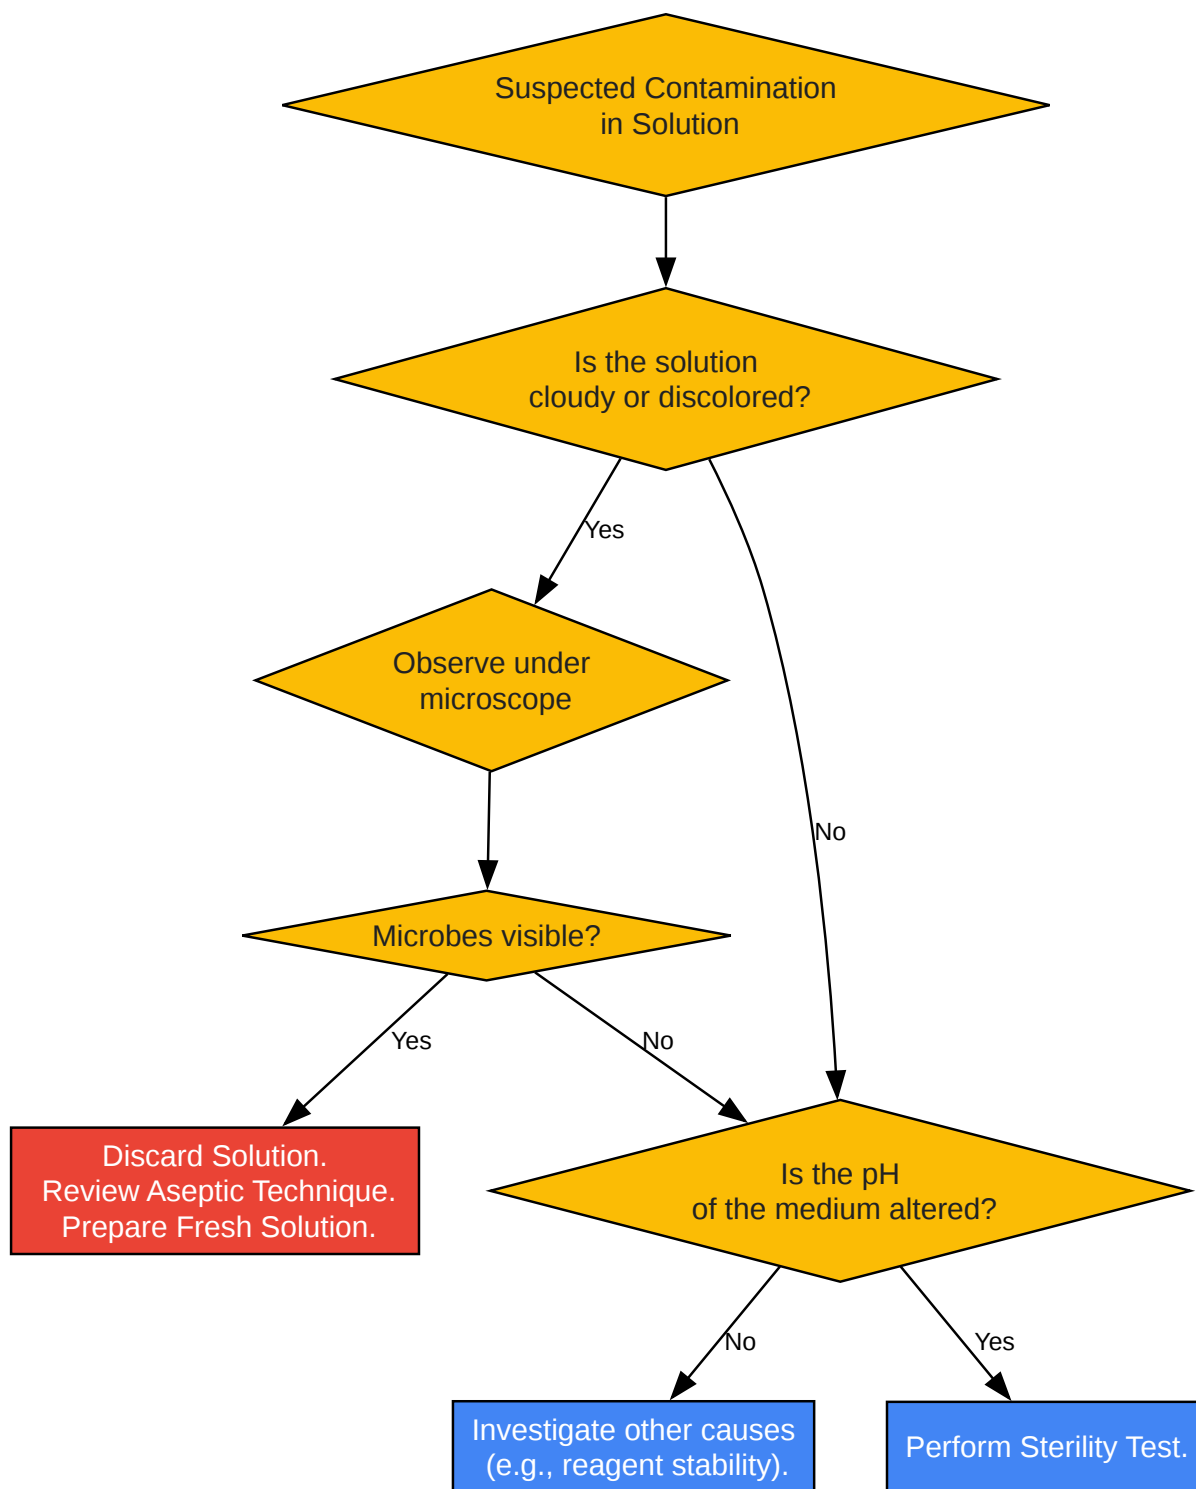 Suspected Contamination
in Solution
Is the solution
cloudy or discolored?
Yes
Observe under
microscope
No
Microbes visible?
Yes
No
Discard Solution.
Review Aseptic Technique.
Prepare Fresh Solution.
Is the pH
of the medium altered?
No
Yes
Investigate other causes
(e.g., reagent stability).
Perform Sterility Test.